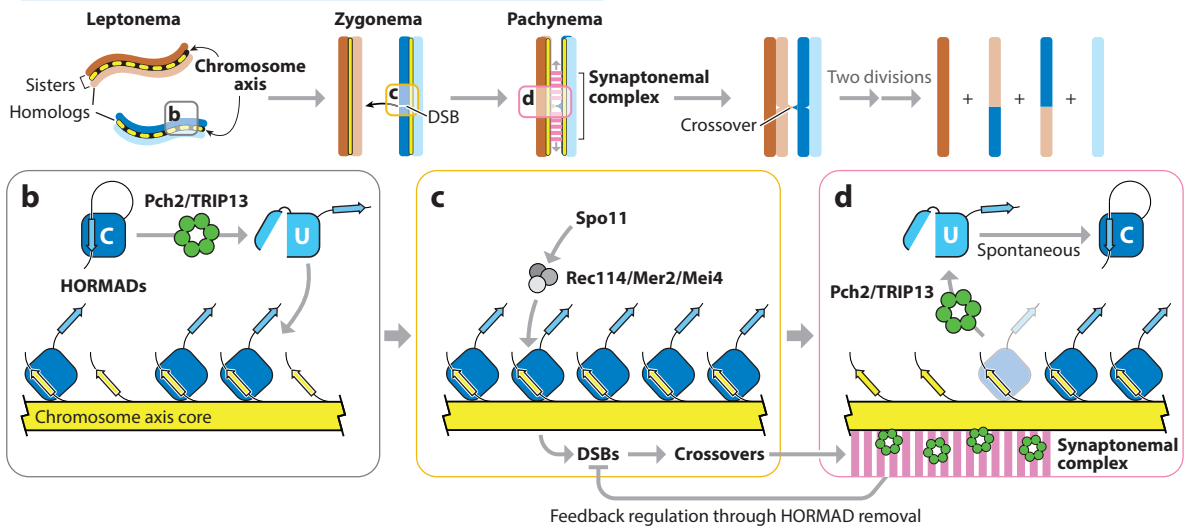 Leptonema
Zygonema
Pachynema
Sisters
Homologs
Chromosome
axis
b
c
DSB
d
Synaptonemal
complex
Crossover
Two divisions
+
+
+
b
Pch2/TRIP13
C
U
HORMADs
Chromosome axis core
c
Spo11
Rec114/Mer2/Mei4
DSBs
Crossovers
d
U
Spontaneous
C
Pch2/TRIP13
Synaptonemal
complex
Feedback regulation through HORMAD removal